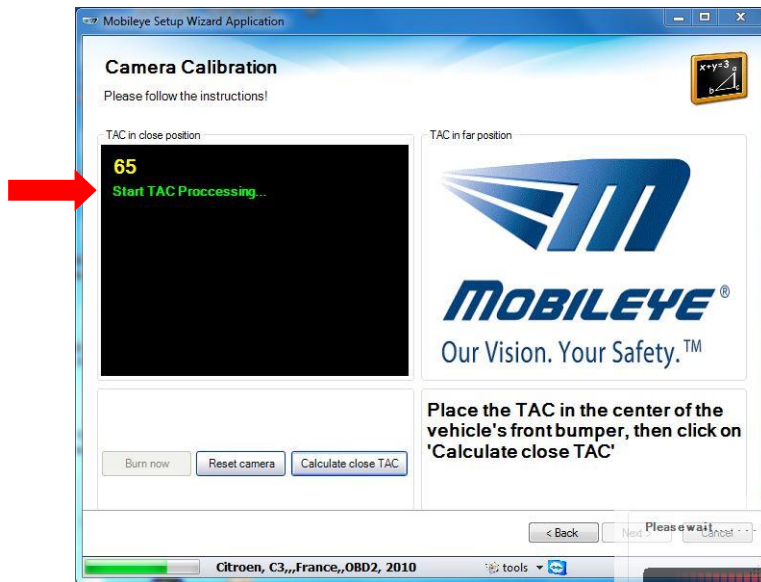 Mobileye Setup Wizard Application
Camera Calibration
Please follow the instructions!
x+y=3
a
b
c
TAC in close position
65
Start TAC Proccessing...
TAC in far position
MOBILEYE®
Our Vision. Your Safety.™
Burn now
Reset camera
Calculate close TAC
Place the TAC in the center of the
vehicle's front bumper, then click on
'Calculate close TAC'
< Back
Next >
Cancel
Please wait.......
Citroen, C3,,,France,,OBD2, 2010
tools